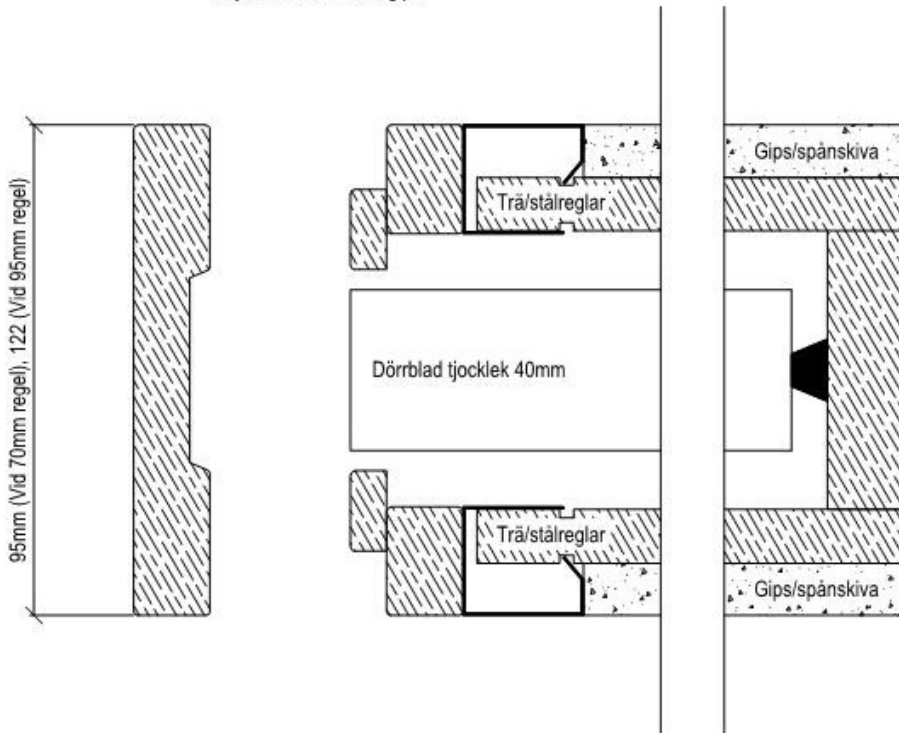 Gips/spånskiva
Trä/stålreglar
Dörrblad tjocklek 40mm
95mm (Vid 70mm regel), 122 (Vid 95mm regel)
Trä/stålreglar
Gips/spånskiva